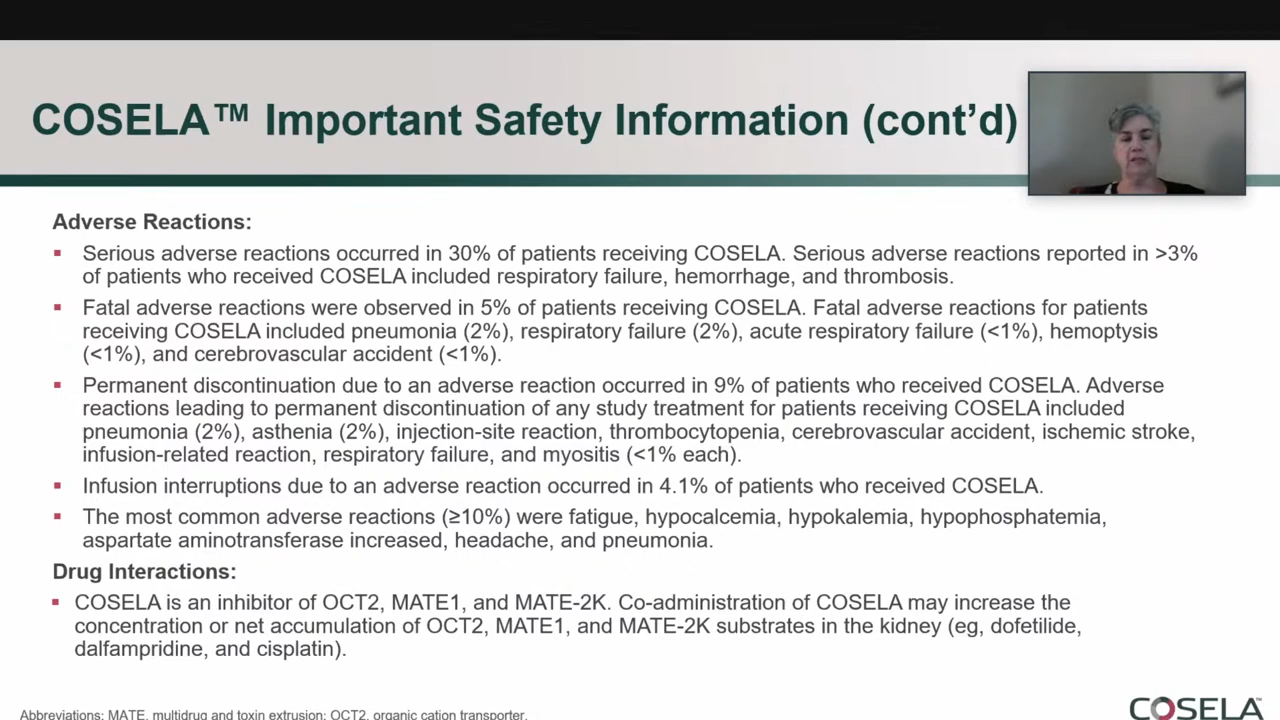 COSELA™ Important Safety Information (cont’d)
Adverse Reactions:
▪ Serious adverse reactions occurred in 30% of patients receiving COSELA. Serious adverse reactions reported in >3%
of patients who received COSELA included respiratory failure, hemorrhage, and thrombosis.
▪ Fatal adverse reactions were observed in 5% of patients receiving COSELA. Fatal adverse reactions for patients
receiving COSELA included pneumonia (2%), respiratory failure (2%), acute respiratory failure (<1%), hemoptysis
(<1%), and cerebrovascular accident (<1%).
▪ Permanent discontinuation due to an adverse reaction occurred in 9% of patients who received COSELA. Adverse
reactions leading to permanent discontinuation of any study treatment for patients receiving COSELA included
pneumonia (2%), asthenia (2%), injection-site reaction, thrombocytopenia, cerebrovascular accident, ischemic stroke,
infusion-related reaction, respiratory failure, and myositis (<1% each).
▪ Infusion interruptions due to an adverse reaction occurred in 4.1% of patients who received COSELA.
▪ The most common adverse reactions (≥10%) were fatigue, hypocalcemia, hypokalemia, hypophosphatemia,
aspartate aminotransferase increased, headache, and pneumonia.
Drug Interactions:
▪ COSELA is an inhibitor of OCT2, MATE1, and MATE-2K. Co-administration of COSELA may increase the
concentration or net accumulation of OCT2, MATE1, and MATE-2K substrates in the kidney (eg, dofetilide,
dalfampridine, and cisplatin).
Abbreviations: MATE, multidrug and toxin extrusion; OCT2, organic cation transporter.
COSELA™